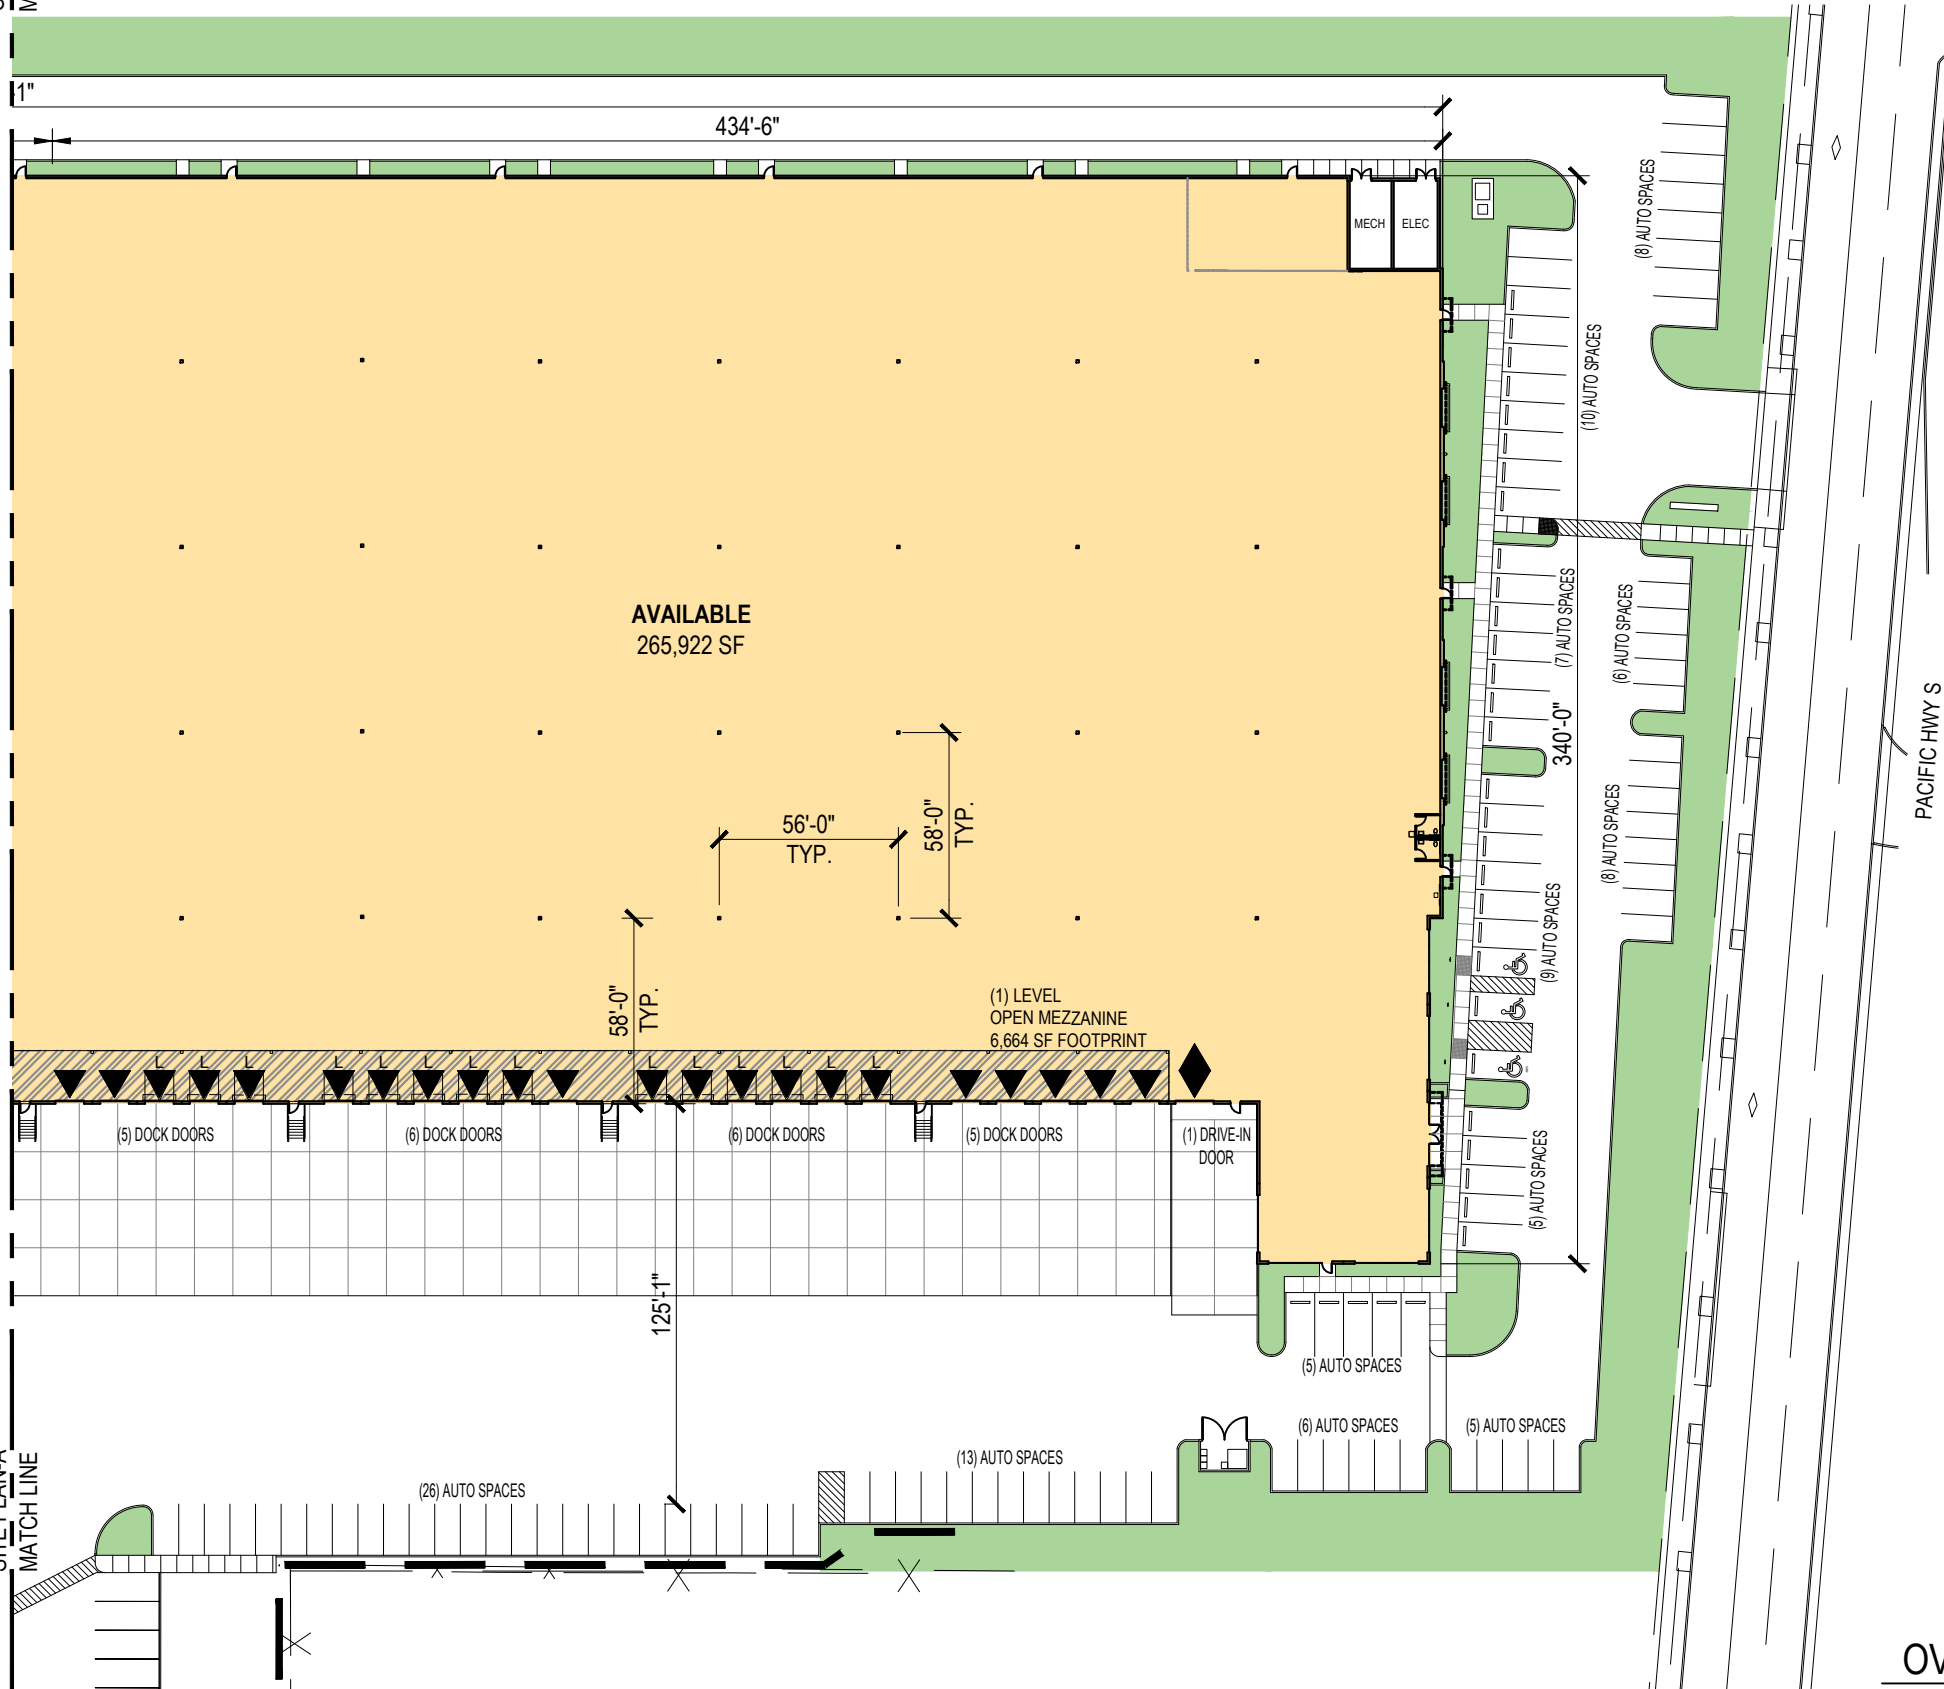 1"
434'-6"
MECH
ELEC
(8) AUTO SPACES
(10) AUTO SPACES
AVAILABLE
265,922 SF
(7) AUTO SPACES
(6) AUTO SPACES
340'-0"
PACIFIC HWY S
56'-0"
TYP.
58'-0"
TYP.
(8) AUTO SPACES
(9) AUTO SPACES
58'-0"
TYP.
(1) LEVEL
OPEN MEZZANINE
6,664 SF FOOTPRINT
L L L L L L L L L L L L L L
(5) DOCK DOORS
(6) DOCK DOORS
(6) DOCK DOORS
(5) DOCK DOORS
(1) DRIVE-IN
DOOR
(5) AUTO SPACES
125'-1"
(5) AUTO SPACES
(6) AUTO SPACES
(5) AUTO SPACES
(13) AUTO SPACES
(26) AUTO SPACES
MATCH LINE
OV